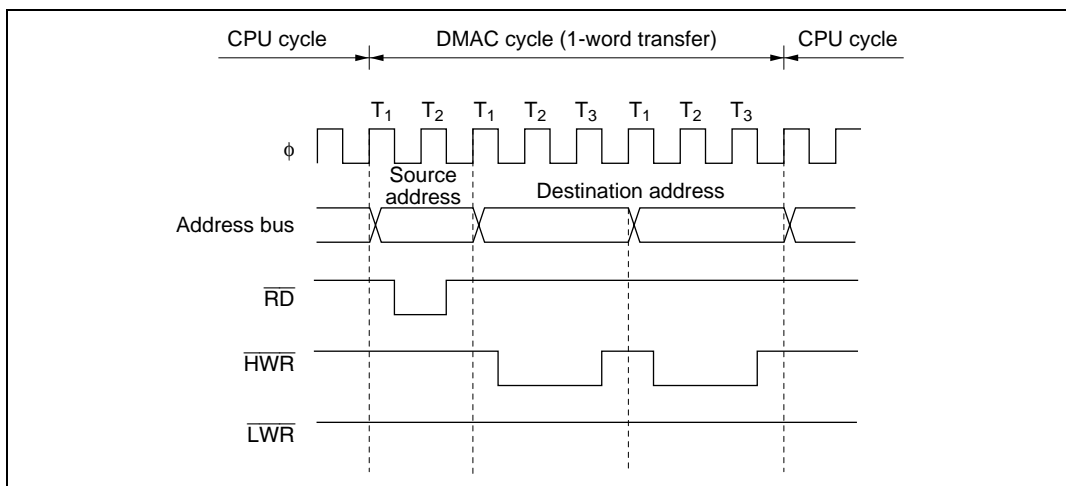 CPU cycle DMAC cycle (1-word transfer) CPU cycle
T1 T2 T1 T2 T3 T1 T2 T3
ϕ
Source
address
Destination address
Address bus
RD
HWR
LWR